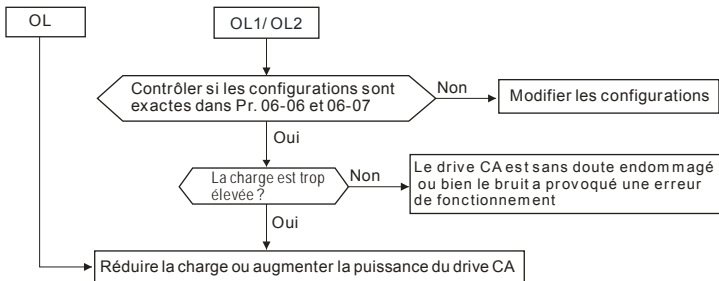 OL
OL1/ OL2
Contrôler si les configurations sont
exactes dans Pr. 06-06 et 06-07
Non
Modifier les configurations
Oui
La charge est trop
élevée ?
Non
Le drive CA est sans doute endommagé
ou bien le bruit a provoqué une erreur
de fonctionnement
Oui
Réduire la charge ou augmenter la puissance du drive CA